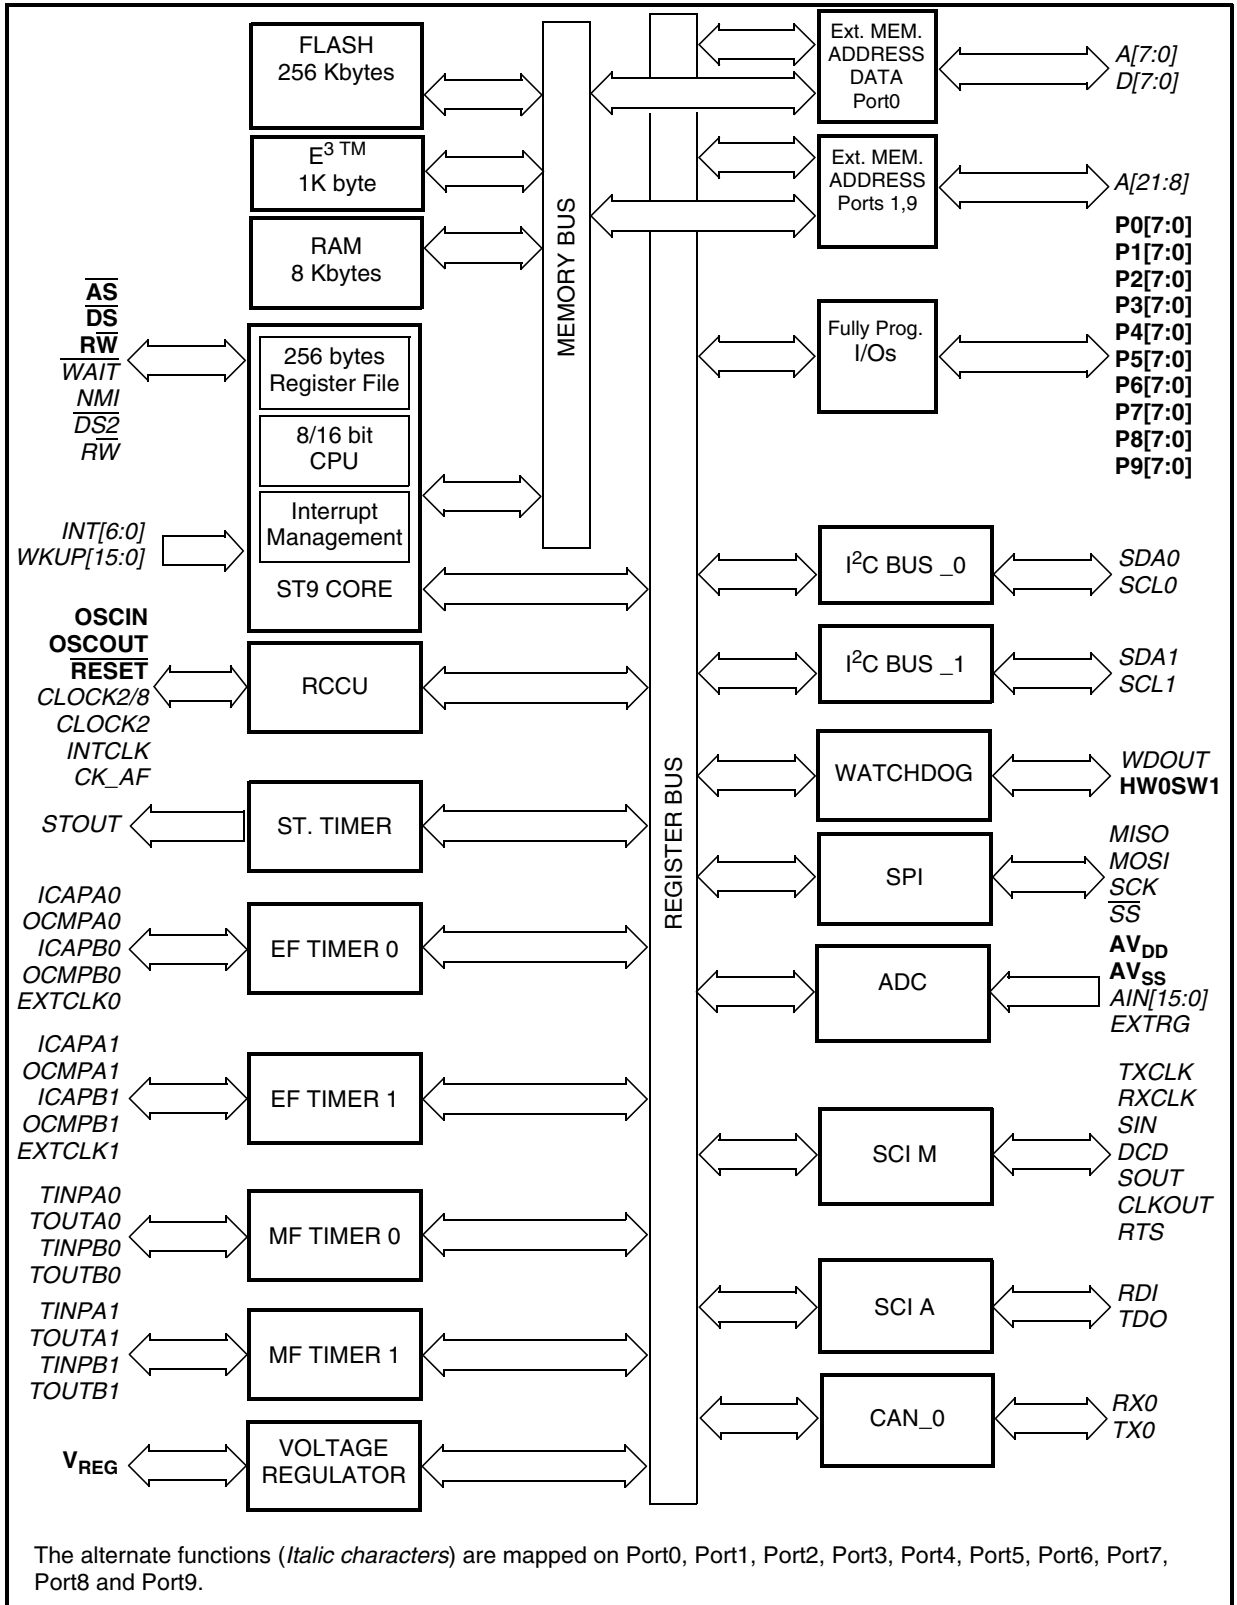 FLASH
256 Kbytes
E3 TM
1K byte
RAM
8 Kbytes
AS
DS
RW
WAIT
NMI
DS2
RW
256 bytes
Register File
8/16 bit
CPU
Interrupt
Management
ST9 CORE
INT[6:0]
WKUP[15:0]
OSCIN
OSCOUT
RESET
CLOCK2/8
CLOCK2
INTCLK
CK_AF
RCCU
STOUT
ST. TIMER
ICAPA0
OCMPA0
ICAPB0
OCMPB0
EXTCLK0
EF TIMER 0
ICAPA1
OCMPA1
ICAPB1
OCMPB1
EXTCLK1
EF TIMER 1
TINPA0
TOUTA0
TINPB0
TOUTB0
MF TIMER 0
TINPA1
TOUTA1
TINPB1
TOUTB1
MF TIMER 1
VREG
VOLTAGE
REGULATOR
MEMORY BUS
REGISTER BUS
Ext. MEM.
ADDRESS
DATA
Port0
A[7:0]
D[7:0]
Ext. MEM.
ADDRESS
Ports 1,9
A[21:8]
Fully Prog.
I/Os
P0[7:0]
P1[7:0]
P2[7:0]
P3[7:0]
P4[7:0]
P5[7:0]
P6[7:0]
P7[7:0]
P8[7:0]
P9[7:0]
I2C BUS _0
SDA0
SCL0
I2C BUS _1
SDA1
SCL1
WATCHDOG
WDOUT
HW0SW1
SPI
MISO
MOSI
SCK
SS
ADC
AVDD
AVSS
AIN[15:0]
EXTRG
SCI M
TXCLK
RXCLK
SIN
DCD
SOUT
CLKOUT
RTS
SCI A
RDI
TDO
CAN_0
RX0
TX0
The alternate functions (Italic characters) are mapped on Port0, Port1, Port2, Port3, Port4, Port5, Port6, Port7,
Port8 and Port9.